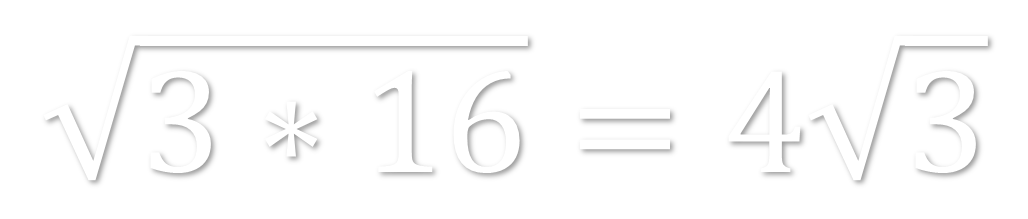 √(3 * 16) = 4√3